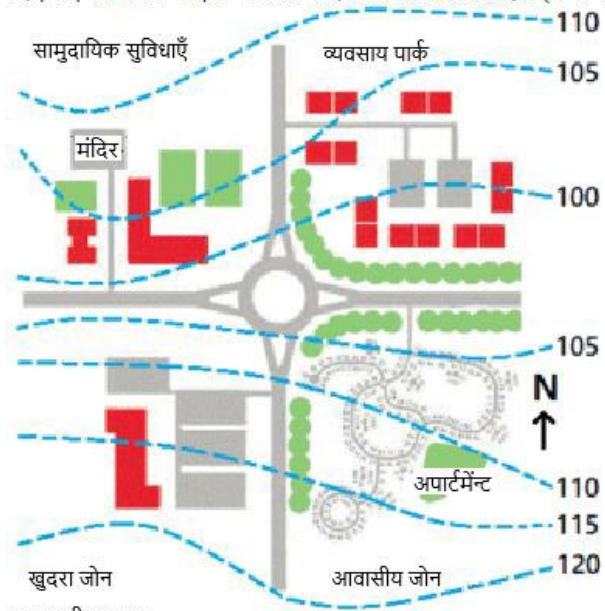 110
सामुदायिक सुविधाएँ
व्यवसाय पार्क
105
मंदिर
100
105
N
अपार्टमेंन्ट
110
115
120
खुदरा जोन
आवासीय जोन